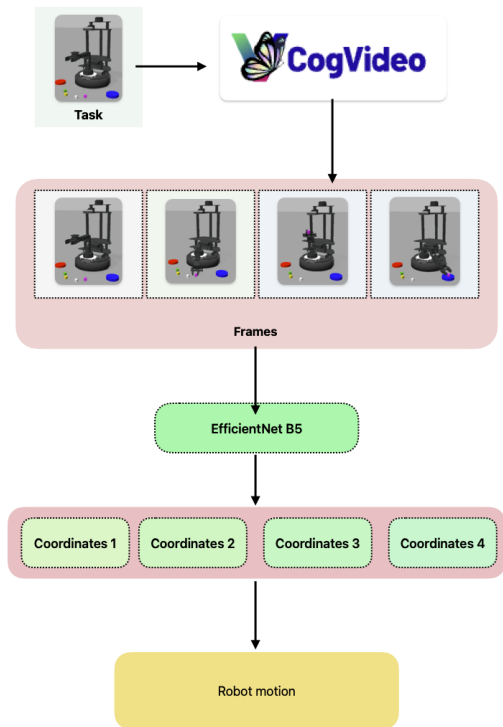 Task
CogVideo
Frames
EfficientNet B5
Coordinates 1
Coordinates 2
Coordinates 3
Coordinates 4
Robot motion